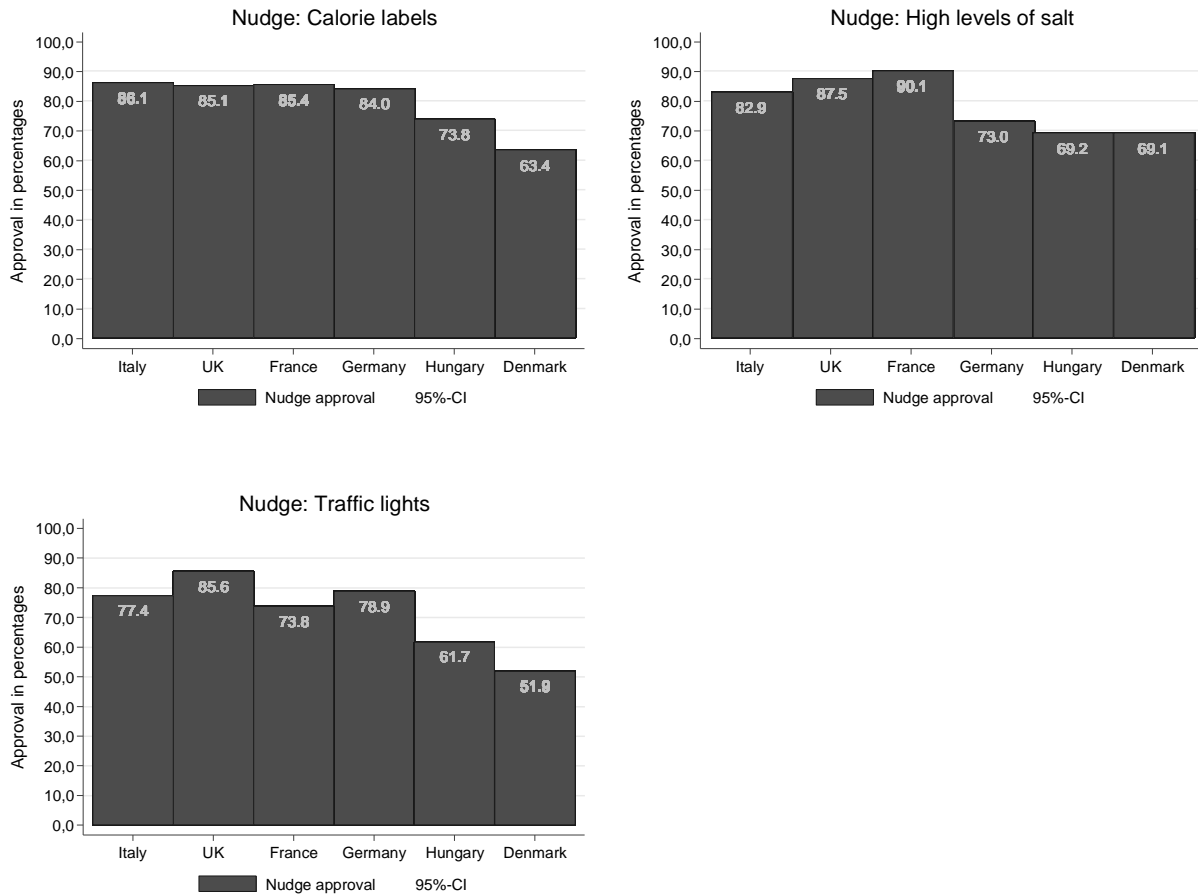 Nudge: Calorie labels
Approval in percentages
100,0
90,0
80,0
70,0
60,0
50,0
40,0
30,0
20,0
10,0
0,0
86.1 85.1 85.4 84.0 73.8 63.4
Italy UK France Germany Hungary Denmark
Nudge approval 95%-CI
Nudge: High levels of salt
Approval in percentages
100,0
90,0
80,0
70,0
60,0
50,0
40,0
30,0
20,0
10,0
0,0
82.9 87.5 90.1 73.0 69.2 69.1
Italy UK France Germany Hungary Denmark
Nudge approval 95%-CI
Nudge: Traffic lights
Approval in percentages
100,0
90,0
80,0
70,0
60,0
50,0
40,0
30,0
20,0
10,0
0,0
77.4 85.6 73.8 78.9 61.7 51.9
Italy UK France Germany Hungary Denmark
Nudge approval 95%-CI